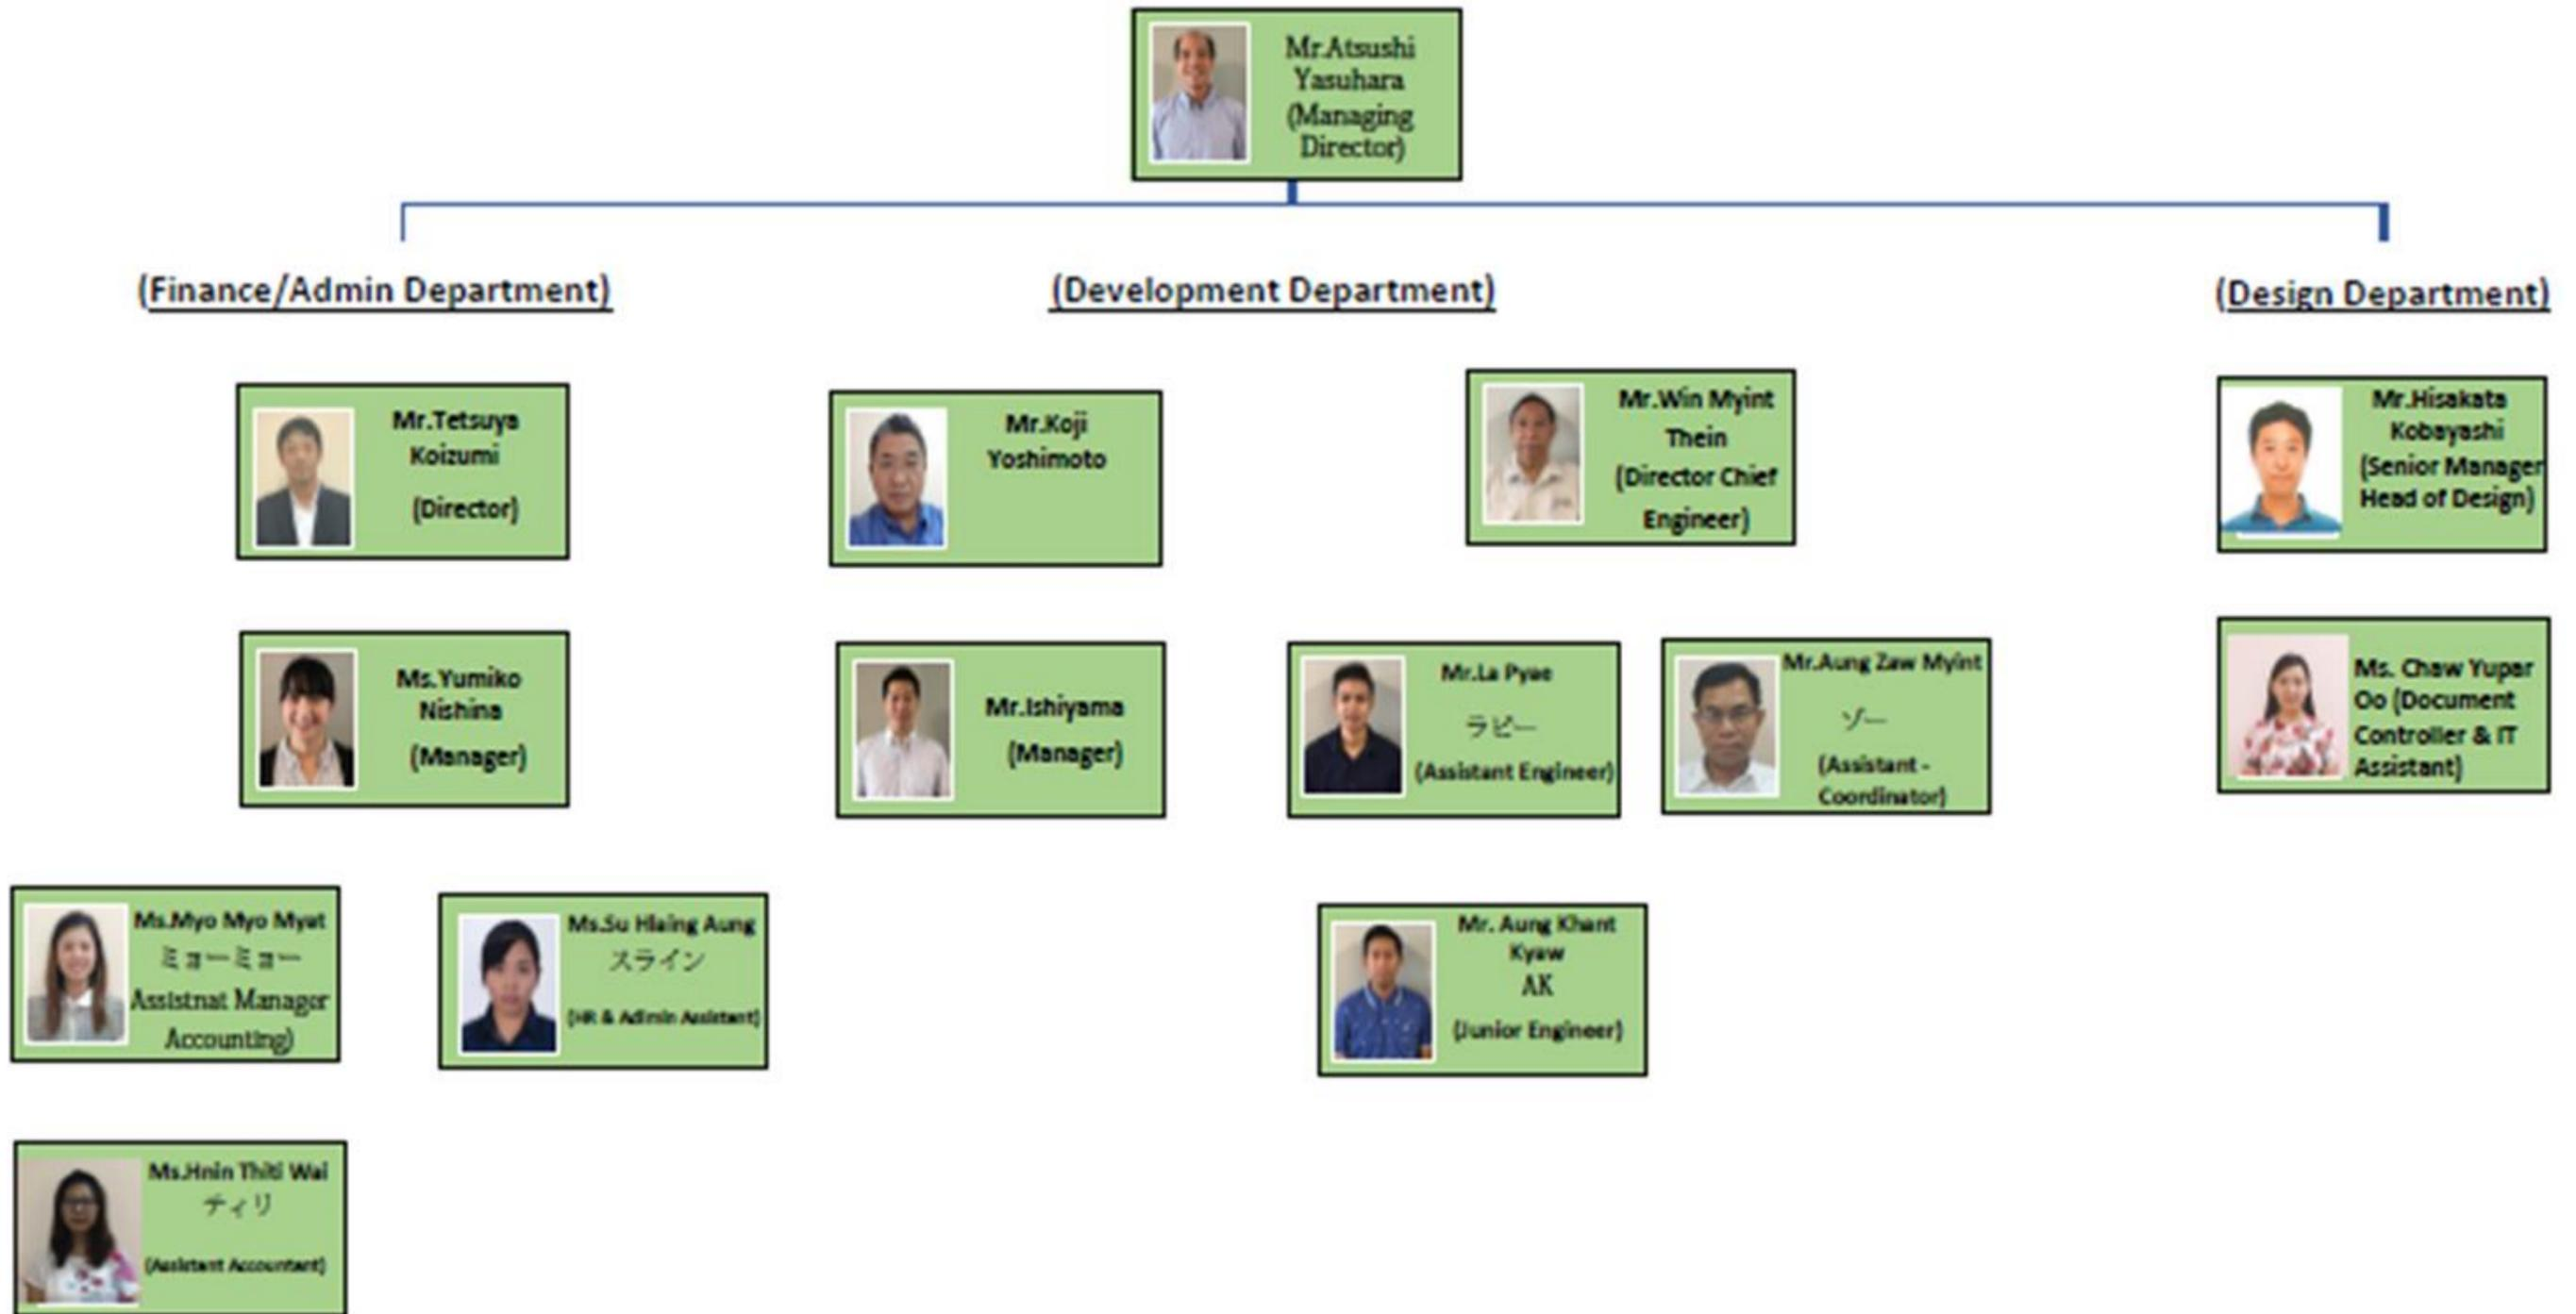 Mr.Atsushi
Yasuhara
(Managing
Director)
(Finance/Admin Department)
(Development Department)
(Design Department)
Mr.Tetsuya
Koizumi
(Director)
Mr.Koji
Yoshimoto
Mr.Win Myint
Thein
(Director Chief
Engineer)
Mr.Hisakata
Kobayashi
(Senior Manager
Head of Design)
Ms.Yumiko
Nishina
(Manager)
Mr.Ishiyama
(Manager)
Mr.La Pyae
ラピー
(Assistant Engineer)
Mr.Aung Zaw Myint
ゾー
(Assistant -
Coordinator)
Ms. Chaw Yupar
Oo (Document
Controller & IT
Assistant)
Ms.Myo Myo Myat
ミョーミョー
Assistnat Manager
Accounting)
Ms.Su Hlaing Aung
スライン
(HR & Adimin Assistant)
Mr. Aung Khant
Kyaw
AK
(Junior Engineer)
Ms.Hnin Thiti Wai
ティリ
(Assistant Accountant)